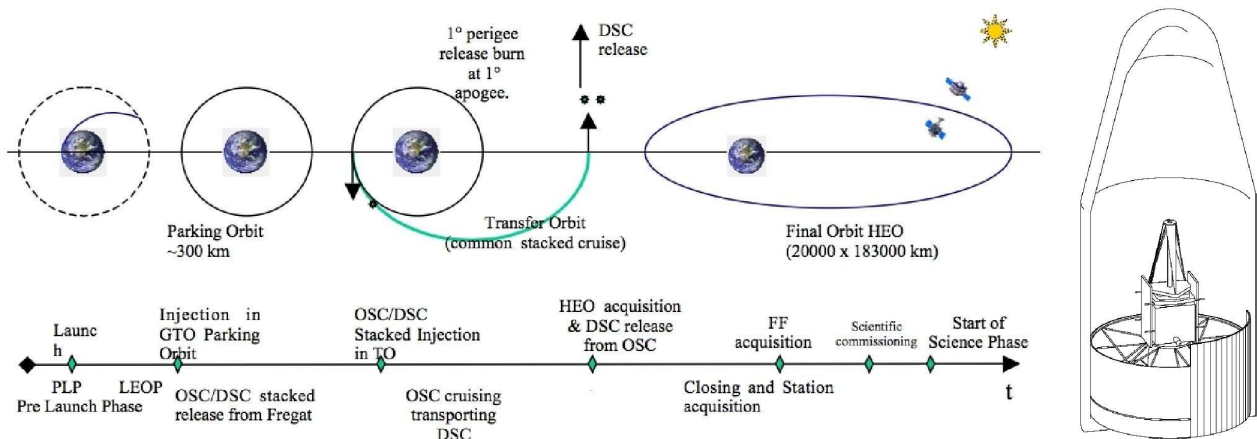 1° perigee
release burn
at 1°
apogee.
DSC
release
Parking Orbit
~300 km
Transfer Orbit
(common stacked cruise)
Final Orbit HEO
(20000 x 183000 km)
Launc
h
Injection in
GTO Parking
Orbit
OSC/DSC
Stacked Injection
in TO
HEO acquisition
& DSC release
from OSC
FF
acquisition
Scientific
commissioning
Start of
Science Phase
PLP
LEOP
Pre Launch Phase
OSC/DSC stacked
release from Fregat
OSC cruising
transporting
DSC
Closing and Station
acquisition
t